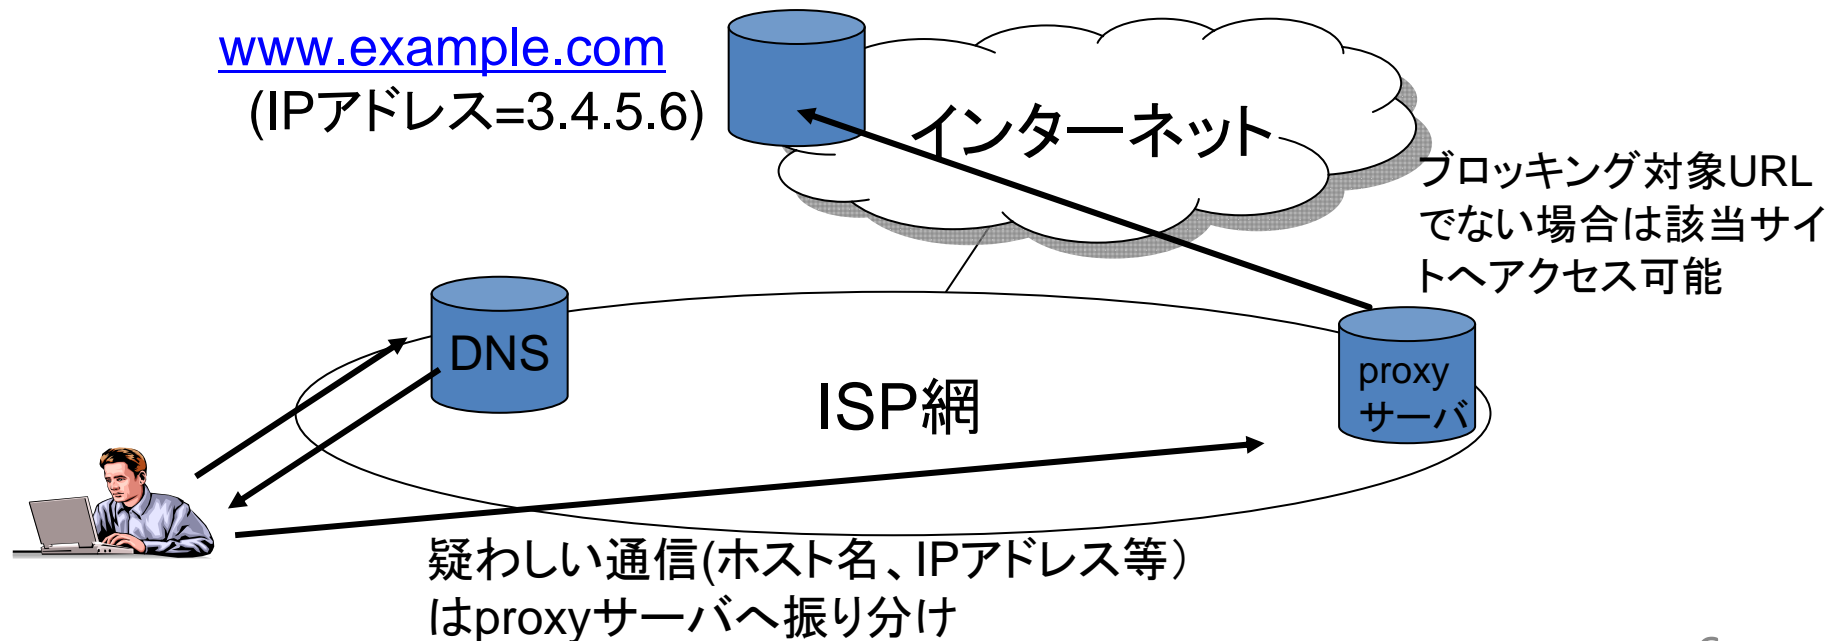 www.example.com
(IPアドレス=3.4.5.6)
インターネット
ブロッキング対象URL
でない場合は該当サイ
トへアクセス可能
DNS
proxy
サーバ
ISP網
疑わしい通信(ホスト名、IPアドレス等)
はproxyサーバへ振り分け